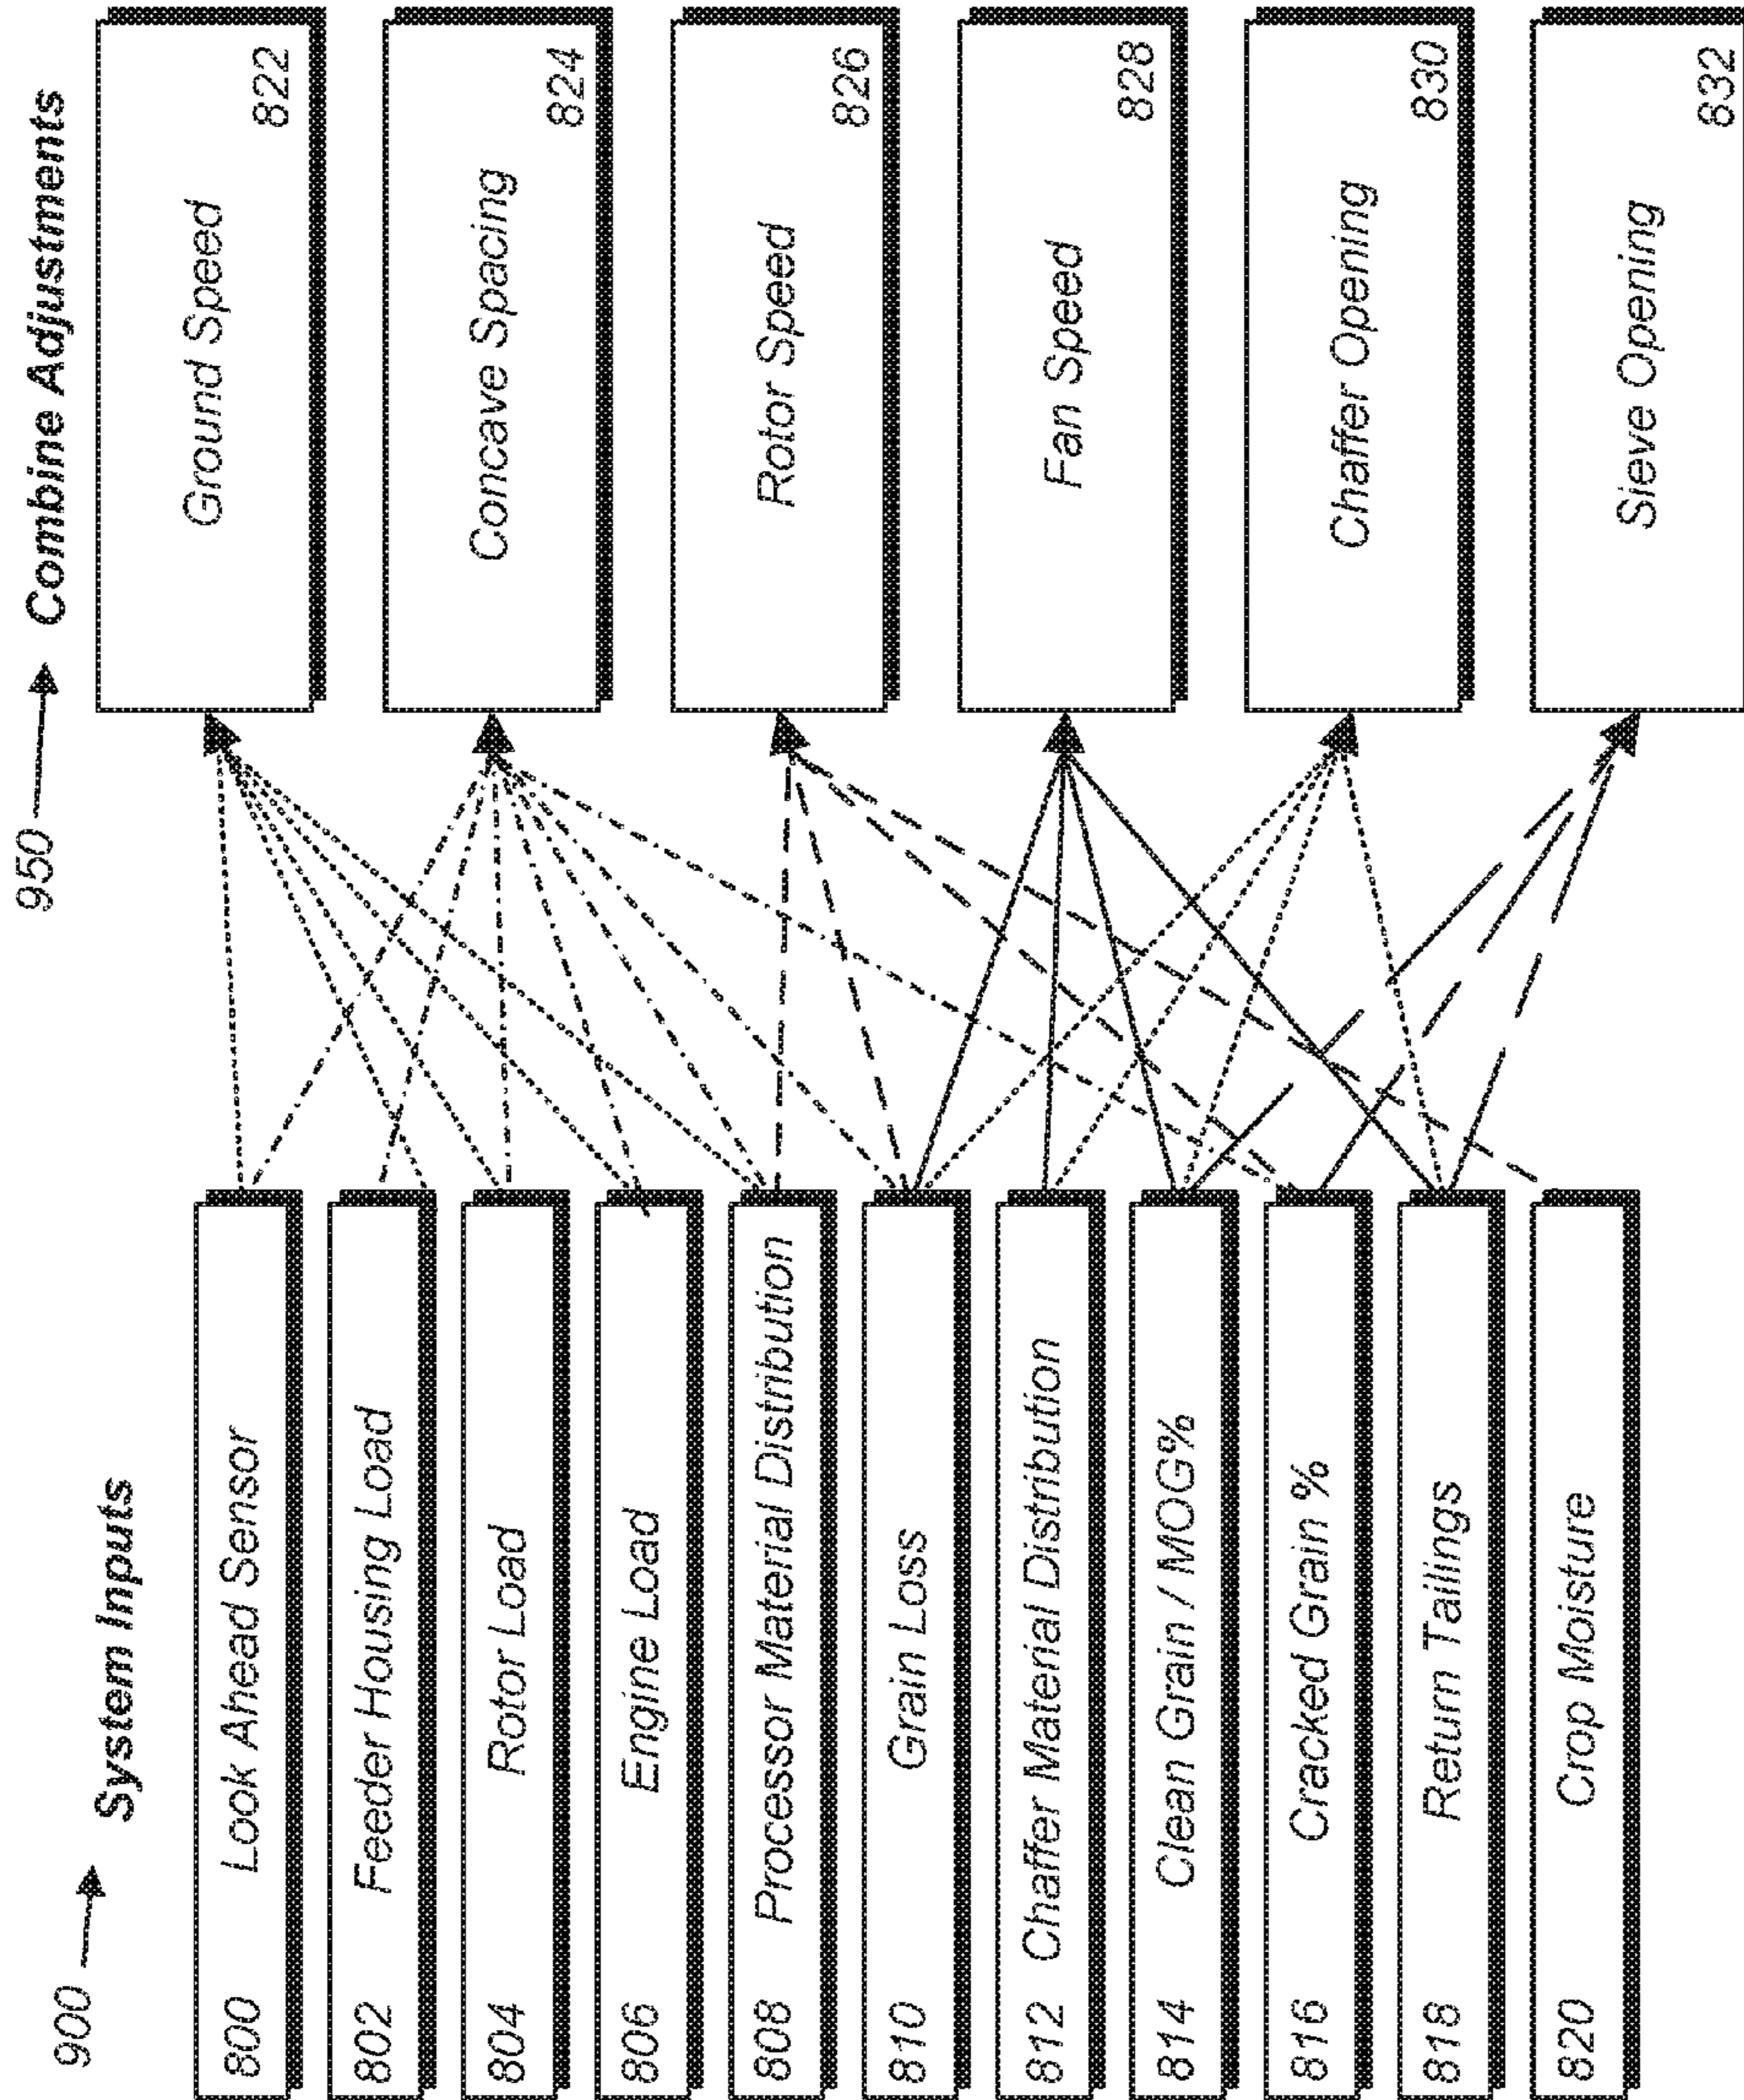 900
System Inputs
800 Look Ahead Sensor
802 Feeder Housing Load
804 Rotor Load
806 Engine Load
808 Processor Material Distribution
810 Grain Loss
812 Chaffer Material Distribution
814 Clean Grain / MOG%
816 Cracked Grain %
818 Return Tailings
820 Crop Moisture
950
Combine Adjustments
Ground Speed 822
Concave Spacing 824
Rotor Speed 826
Fan Speed 828
Chaffer Opening 830
Sieve Opening 832